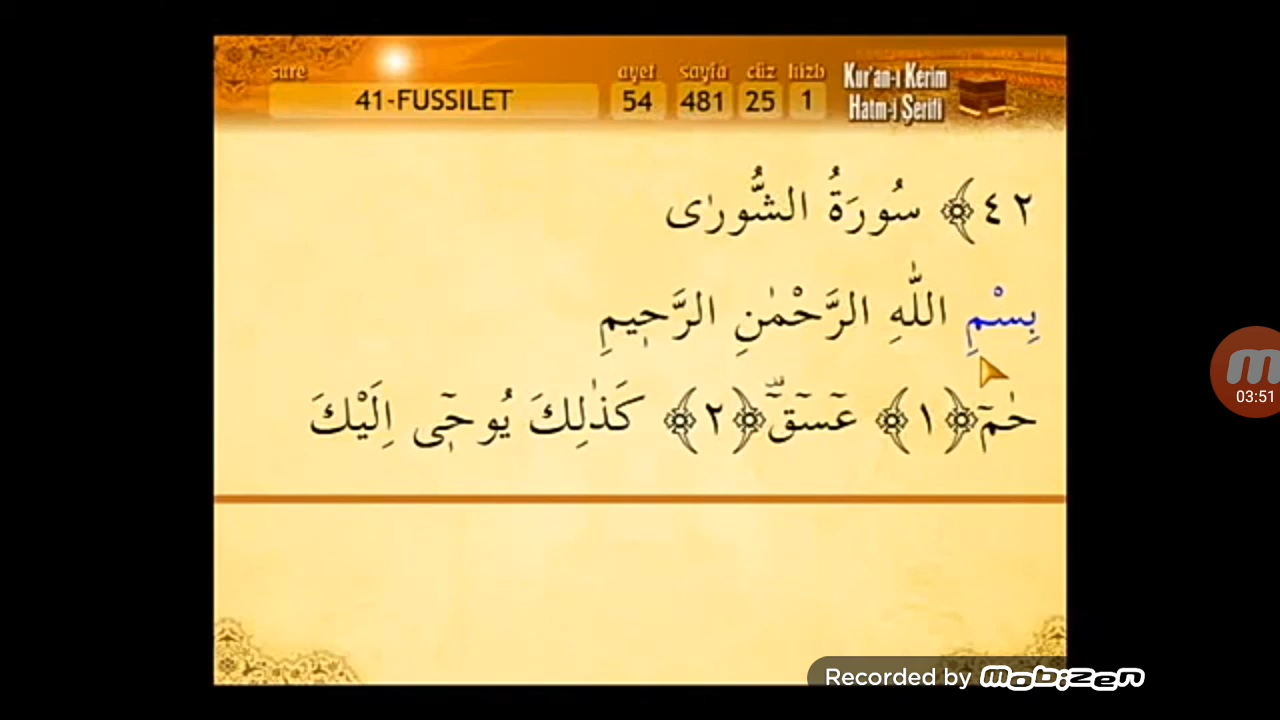 sure ayet sayfa cüz hizb
41-FUSSILET 54 481 25 1
Kur'an-ı Kerim
Hatm-i Şerifi
٤٢﴾ سُورَةُ الشُّورٰى
بِسْمِ اللّٰهِ الرَّحْمٰنِ الرَّح۪يمِ
حٰمٓ ﴿١﴾ عٓسٓقٓۜ ﴿٢﴾ كَذٰلِكَ يُوح۪ٓى اِلَيْكَ
03:51
Recorded by mobizen